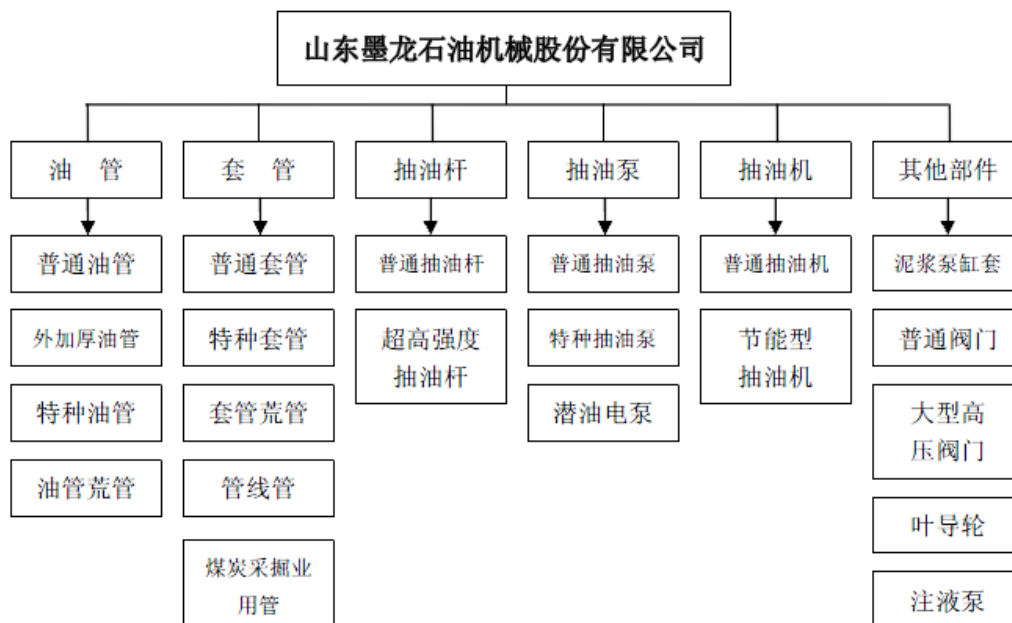 山东墨龙石油机械股份有限公司
油 管
套 管
抽油杆
抽油泵
抽油机
其他部件
普通油管
普通套管
普通抽油杆
普通抽油泵
普通抽油机
泥浆泵缸套
外加厚油管
特种套管
超高强度
抽油杆
特种抽油泵
节能型
抽油机
普通阀门
特种油管
套管荒管
潜油电泵
大型高
压阀门
油管荒管
管线管
叶导轮
煤炭采掘业
用管
注液泵